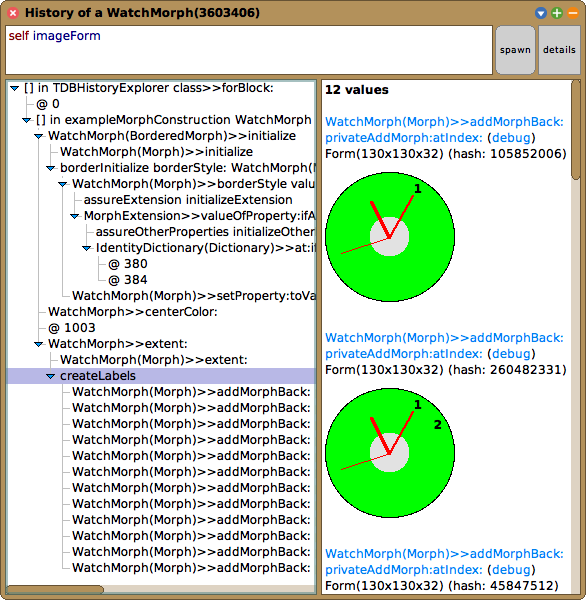 History of a WatchMorph(3603406)
self imageForm
spawn
details
[] in TDBHistoryExplorer class>>forBlock:
@ 0
[] in exampleMorphConstruction WatchMorph
WatchMorph(BorderedMorph)>>initialize
WatchMorph(Morph)>>initialize
borderInitialize borderStyle: WatchMorph(
WatchMorph(Morph)>>borderStyle valu
assureExtension initializeExtension
MorphExtension>>valueOfProperty:ifA
assureOtherProperties initializeOther
IdentityDictionary(Dictionary)>>at:i
@ 380
@ 384
WatchMorph(Morph)>>setProperty:toVa
WatchMorph>>centerColor:
@ 1003
WatchMorph>>extent:
WatchMorph(Morph)>>extent:
createLabels
WatchMorph(Morph)>>addMorphBack:
WatchMorph(Morph)>>addMorphBack:
WatchMorph(Morph)>>addMorphBack:
WatchMorph(Morph)>>addMorphBack:
WatchMorph(Morph)>>addMorphBack:
WatchMorph(Morph)>>addMorphBack:
WatchMorph(Morph)>>addMorphBack:
WatchMorph(Morph)>>addMorphBack:
WatchMorph(Morph)>>addMorphBack:
WatchMorph(Morph)>>addMorphBack:
WatchMorph(Morph)>>addMorphBack:
WatchMorph(Morph)>>addMorphBack:
12 values
WatchMorph(Morph)>>addMorphBack:
privateAddMorph:atIndex: (debug)
Form(130x130x32) (hash: 105852006)
1
WatchMorph(Morph)>>addMorphBack:
privateAddMorph:atIndex: (debug)
Form(130x130x32) (hash: 260482331)
1
2
WatchMorph(Morph)>>addMorphBack:
privateAddMorph:atIndex: (debug)
Form(130x130x32) (hash: 45847512)